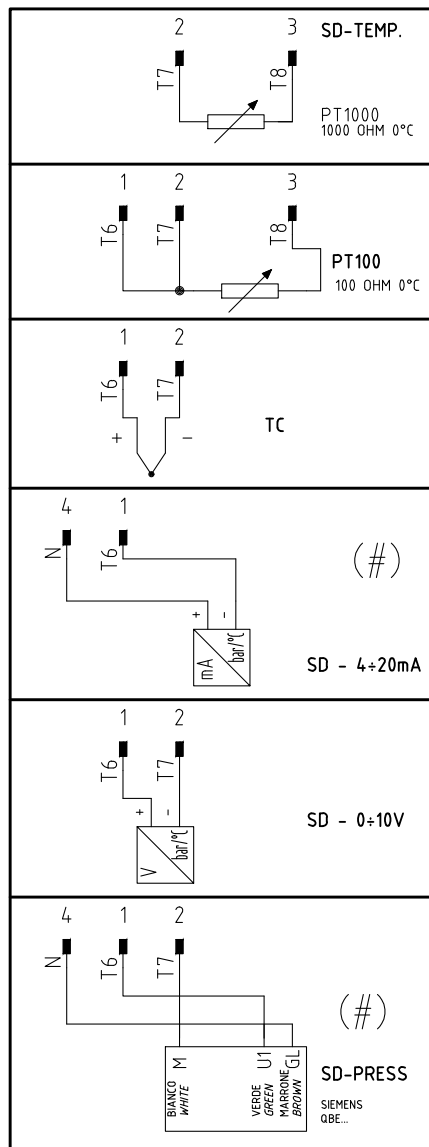 2 3 SD-TEMP.
T7 T8
PT1000
1000 OHM 0°C
1 2 3
T6 T7 T8
PT100
100 OHM 0°C
1 2
T6 T7
+ -
TC
4 1
N T6
(#)
+ -
mA bar/°C
SD - 4÷20mA
1 2
T6 T7
+ -
V bar/°C
SD - 0÷10V
4 1 2
N T6 T7
(#)
M U1 GL
BIANCO VERDE MARRONE
WHITE GREEN BROWN
SD-PRESS
SIEMENS
QBE...